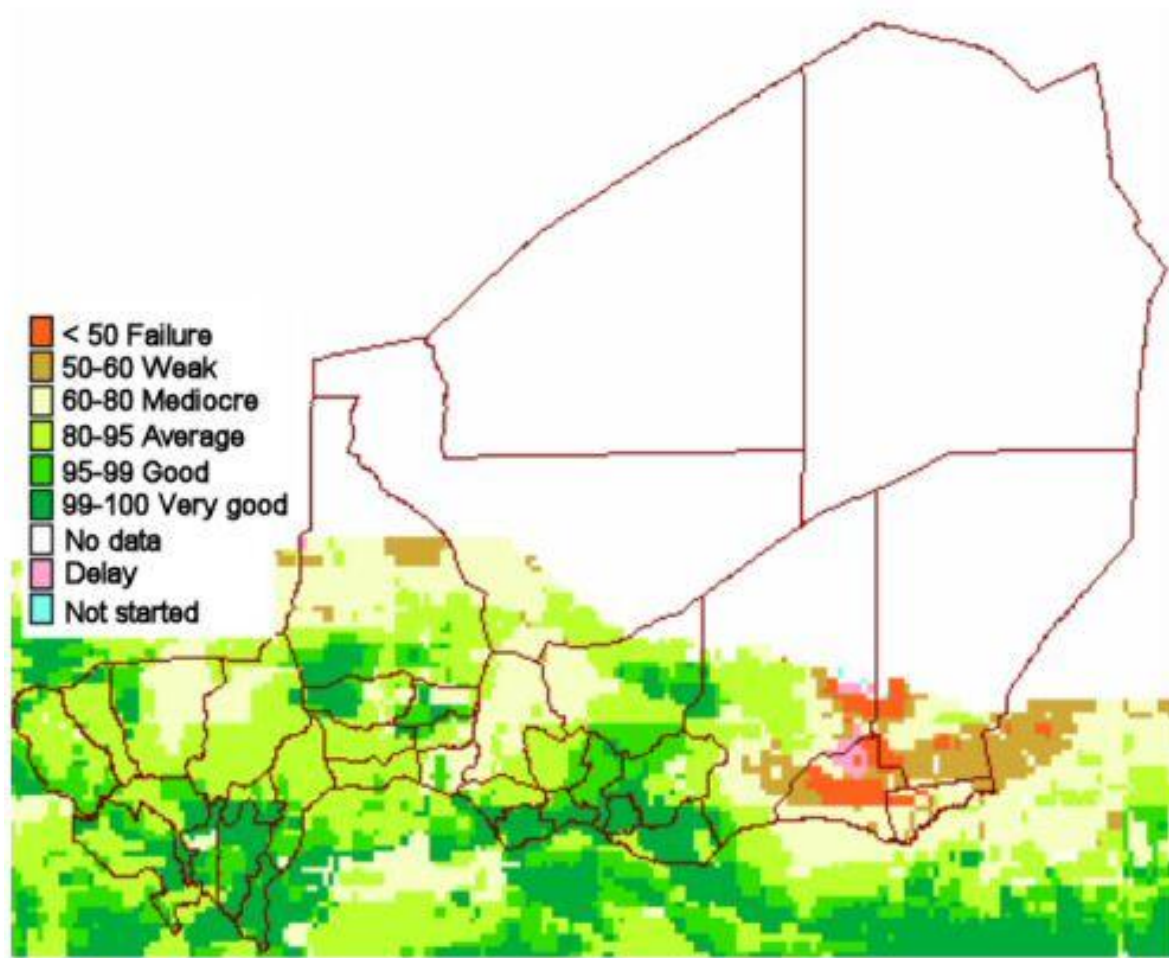 < 50 Failure
50-60 Weak
60-80 Mediocre
80-95 Average
95-99 Good
99-100 Very good
No data
Delay
Not started